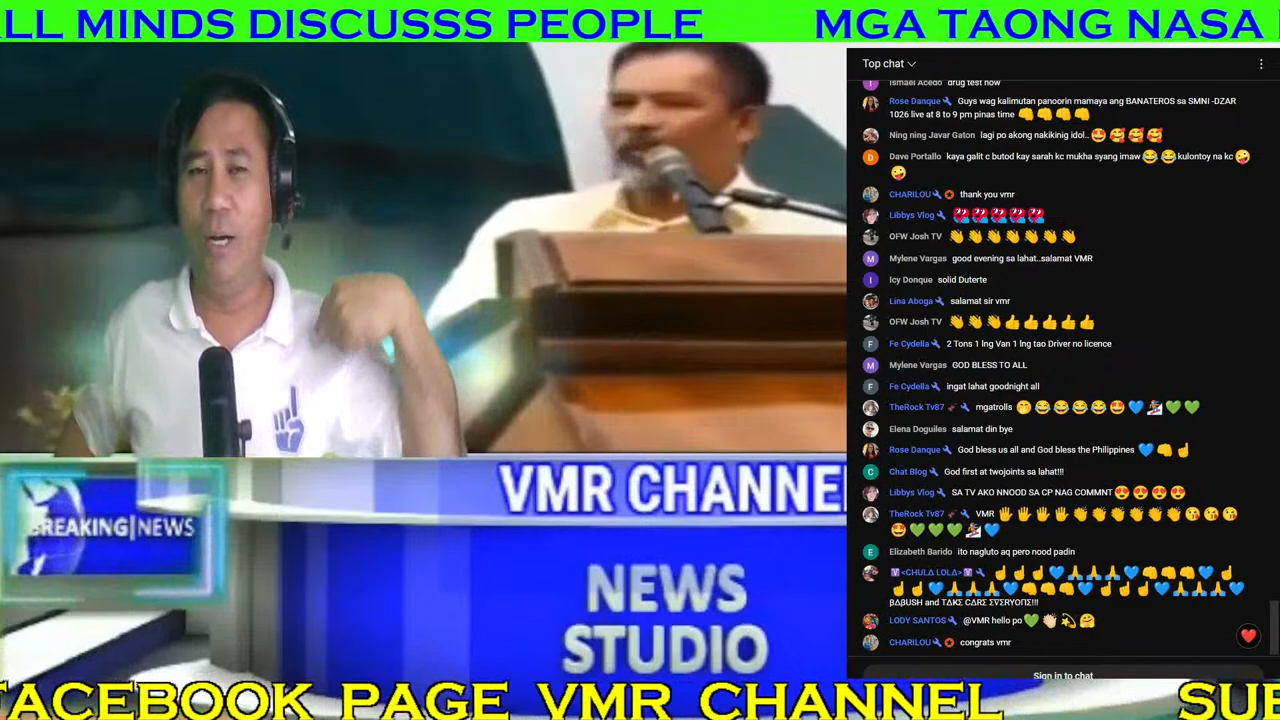 LL MINDS DISCUSSS PEOPLE MGA TAONG NASA
Top chat
Ismael Acedo drug test now
Rose Danque Guys wag kalimutan panoorin mamaya ang BANATEROS sa SMNI -DZAR
1026 live at 8 to 9 pm pinas time 👊👊👊👊
Ning ning Javar Gaton lagi po akong nakikinig idol.. 🤩🥰🥰🥰
Dave Portallo kaya galit c butod kay sarah kc mukha syang imaw 😂😂 kulontoy na kc 🤪
🤪
CHARILOU thank you vmr
Libbys Vlog 💝💝💝💝💝
OFW Josh TV 👏👏👏👏👏👏👏
Mylene Vargas good evening sa lahat..salamat VMR
Icy Donque solid Duterte
Lina Aboga salamat sir vmr
OFW Josh TV 👏👏👏👍👍👍👍👍
Fe Cydella 2 Tons 1 lng Van 1 lng tao Driver no licence
Mylene Vargas GOD BLESS TO ALL
Fe Cydella ingat lahat goodnight all
TheRock Tv87 mgatrolls
Elena Doguiles salamat din bye
Rose Danque God bless us all and God bless the Philippines 💙👊☝
Chat Blog God first at twojoints sa lahat!!!
Libbys Vlog SA TV AKO NNOOD SA CP NAG COMMNT 😍😍😍😍
TheRock Tv87 VMR
Elizabeth Barido ito nagluto aq pero nood padin
<CHULΔ LOLΔ>
βΔβUSH and TΔKΣ CΔRΣ ΣVΣRYOΠΣ!!!
LODY SANTOS @VMR hello po
CHARILOU congrats vmr
Sign in to chat
VMR CHANNE
BREAKING|NEWS
NEWS
STUDIO
FACEBOOK PAGE VMR CHANNEL SUB